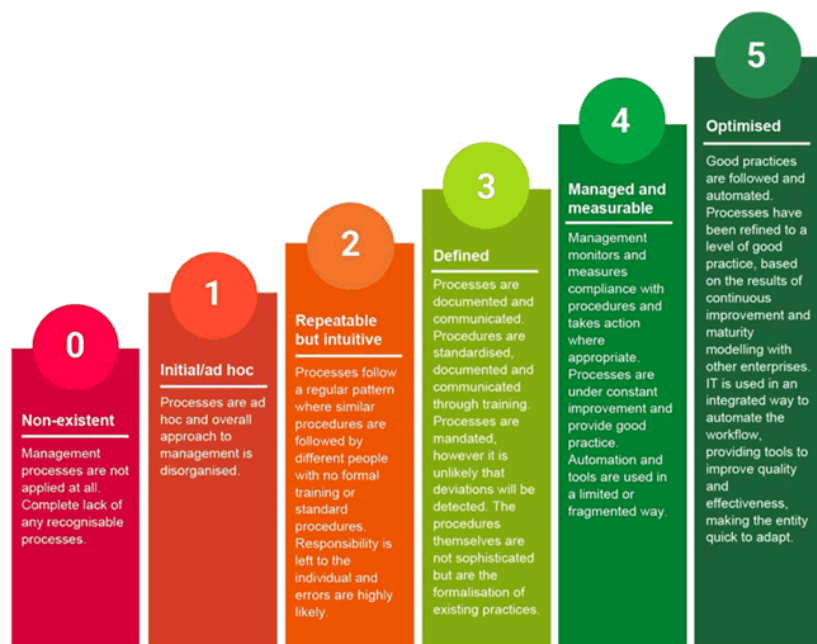 0
Non-existent
Management
processes are not
applied at all.
Complete lack of
any recognisable
processes.
1
Initial/ad hoc
Processes are ad
hoc and overall
approach to
management is
disorganised.
2
Repeatable
but intuitive
Processes follow
a regular pattern
where similar
procedures are
followed by
different people
with no formal
training or
standard
procedures.
Responsibility is
left to the
individual and
errors are highly
likely.
3
Defined
Processes are
documented and
communicated.
Procedures are
standardised,
documented and
communicated
through training.
Processes are
mandated,
however it is
unlikely that
deviations will be
detected. The
procedures
themselves are
not sophisticated
but are the
formalisation of
existing practices.
4
Managed and
measurable
Management
monitors and
measures
compliance with
procedures and
takes action
where
appropriate.
Processes are
under constant
improvement and
provide good
practice.
Automation and
tools are used in
a limited or
fragmented way.
5
Optimised
Good practices
are followed and
automated.
Processes have
been refined to a
level of good
practice, based
on the results of
continuous
improvement and
maturity
modelling with
other enterprises.
IT is used in an
integrated way to
automate the
workflow,
providing tools to
improve quality
and
effectiveness,
making the entity
quick to adapt.